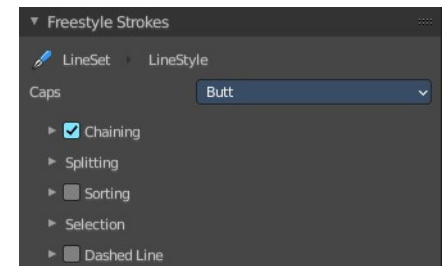 Freestyle Strokes
LineSet LineStyle
Caps Butt
Chaining
Splitting
Sorting
Selection
Dashed Line